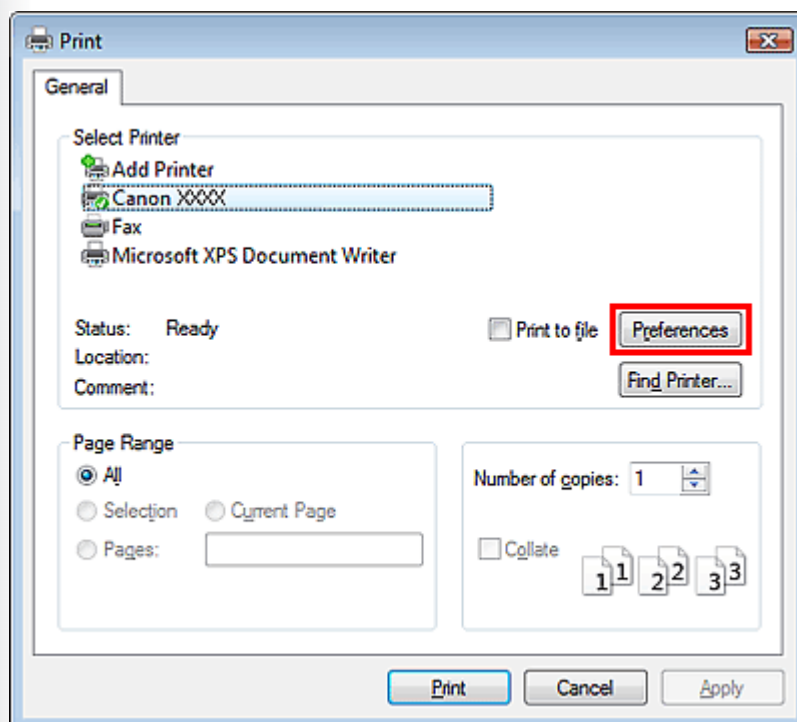 Print
General
Select Printer
Add Printer
Canon XXXX
Fax
Microsoft XPS Document Writer
Status: Ready Print to file Preferences
Location:
Comment: Find Printer...
Page Range
All Number of copies: 1
Selection Current Page
Pages: Collate
1 1 2 2 3 3
Print Cancel Apply